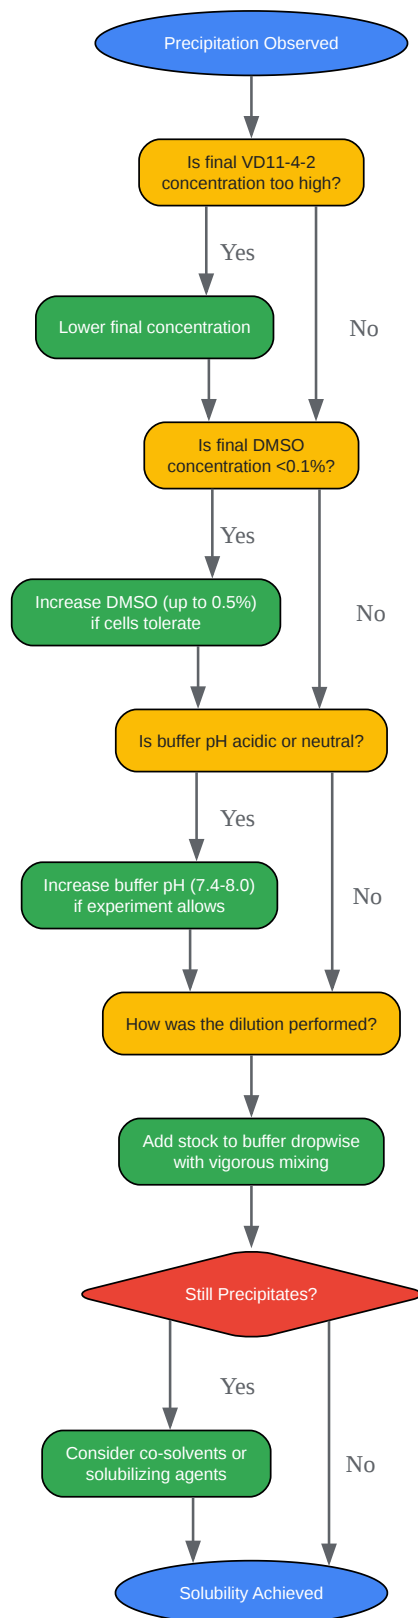 Precipitation Observed
Is final VD11-4-2
concentration too high?
Yes
No
Lower final concentration
Is final DMSO
concentration <0.1%?
Yes
No
Increase DMSO (up to 0.5%)
if cells tolerate
Is buffer pH acidic or neutral?
Yes
No
Increase buffer pH (7.4-8.0)
if experiment allows
How was the dilution performed?
Add stock to buffer dropwise
with vigorous mixing
Still Precipitates?
Yes
No
Consider co-solvents or
solubilizing agents
Solubility Achieved